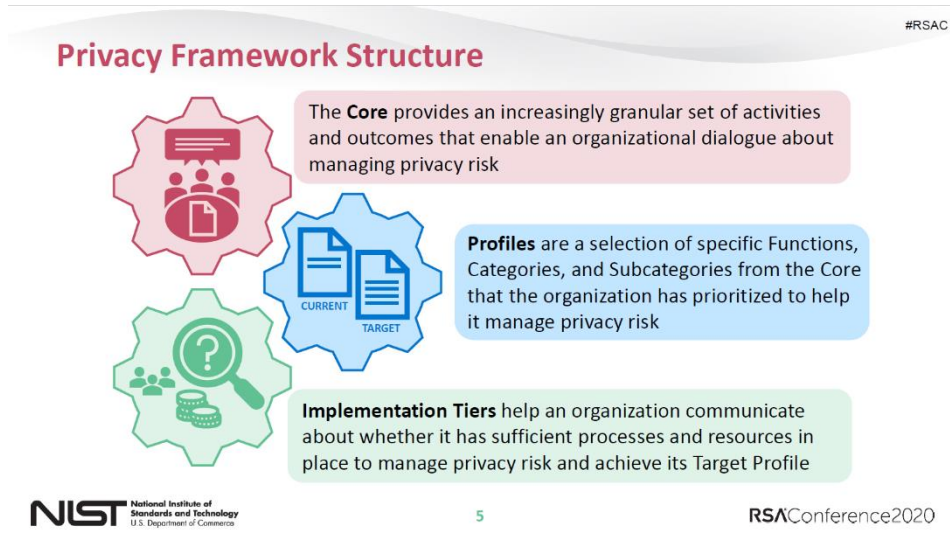 #RSAC
Privacy Framework Structure
The Core provides an increasingly granular set of activities
and outcomes that enable an organizational dialogue about
managing privacy risk
Profiles are a selection of specific Functions,
Categories, and Subcategories from the Core
that the organization has prioritized to help
it manage privacy risk
CURRENT
TARGET
?
Implementation Tiers help an organization communicate
about whether it has sufficient processes and resources in
place to manage privacy risk and achieve its Target Profile
NIST
National Institute of
Standards and Technology
U.S. Department of Commerce
5
RSAConference2020